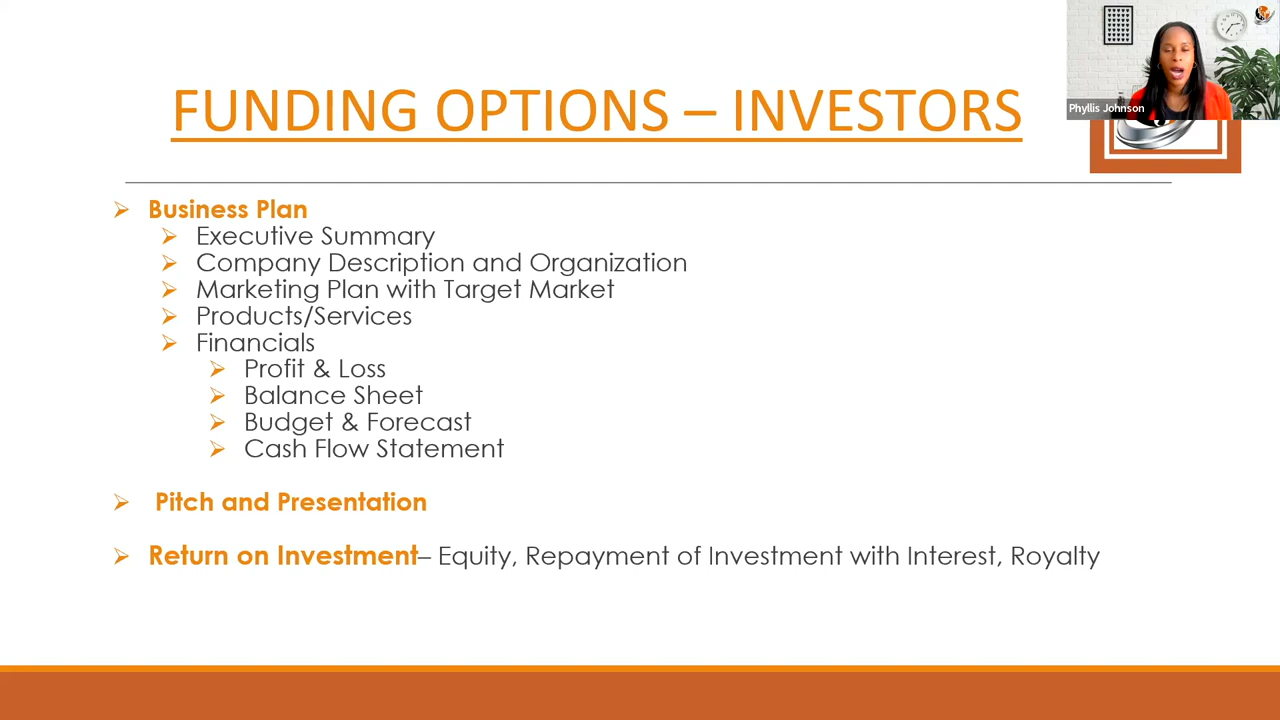 FUNDING OPTIONS – INVESTORS
Phyllis Johnson
Business Plan
Executive Summary
Company Description and Organization
Marketing Plan with Target Market
Products/Services
Financials
Profit & Loss
Balance Sheet
Budget & Forecast
Cash Flow Statement
Pitch and Presentation
Return on Investment– Equity, Repayment of Investment with Interest, Royalty